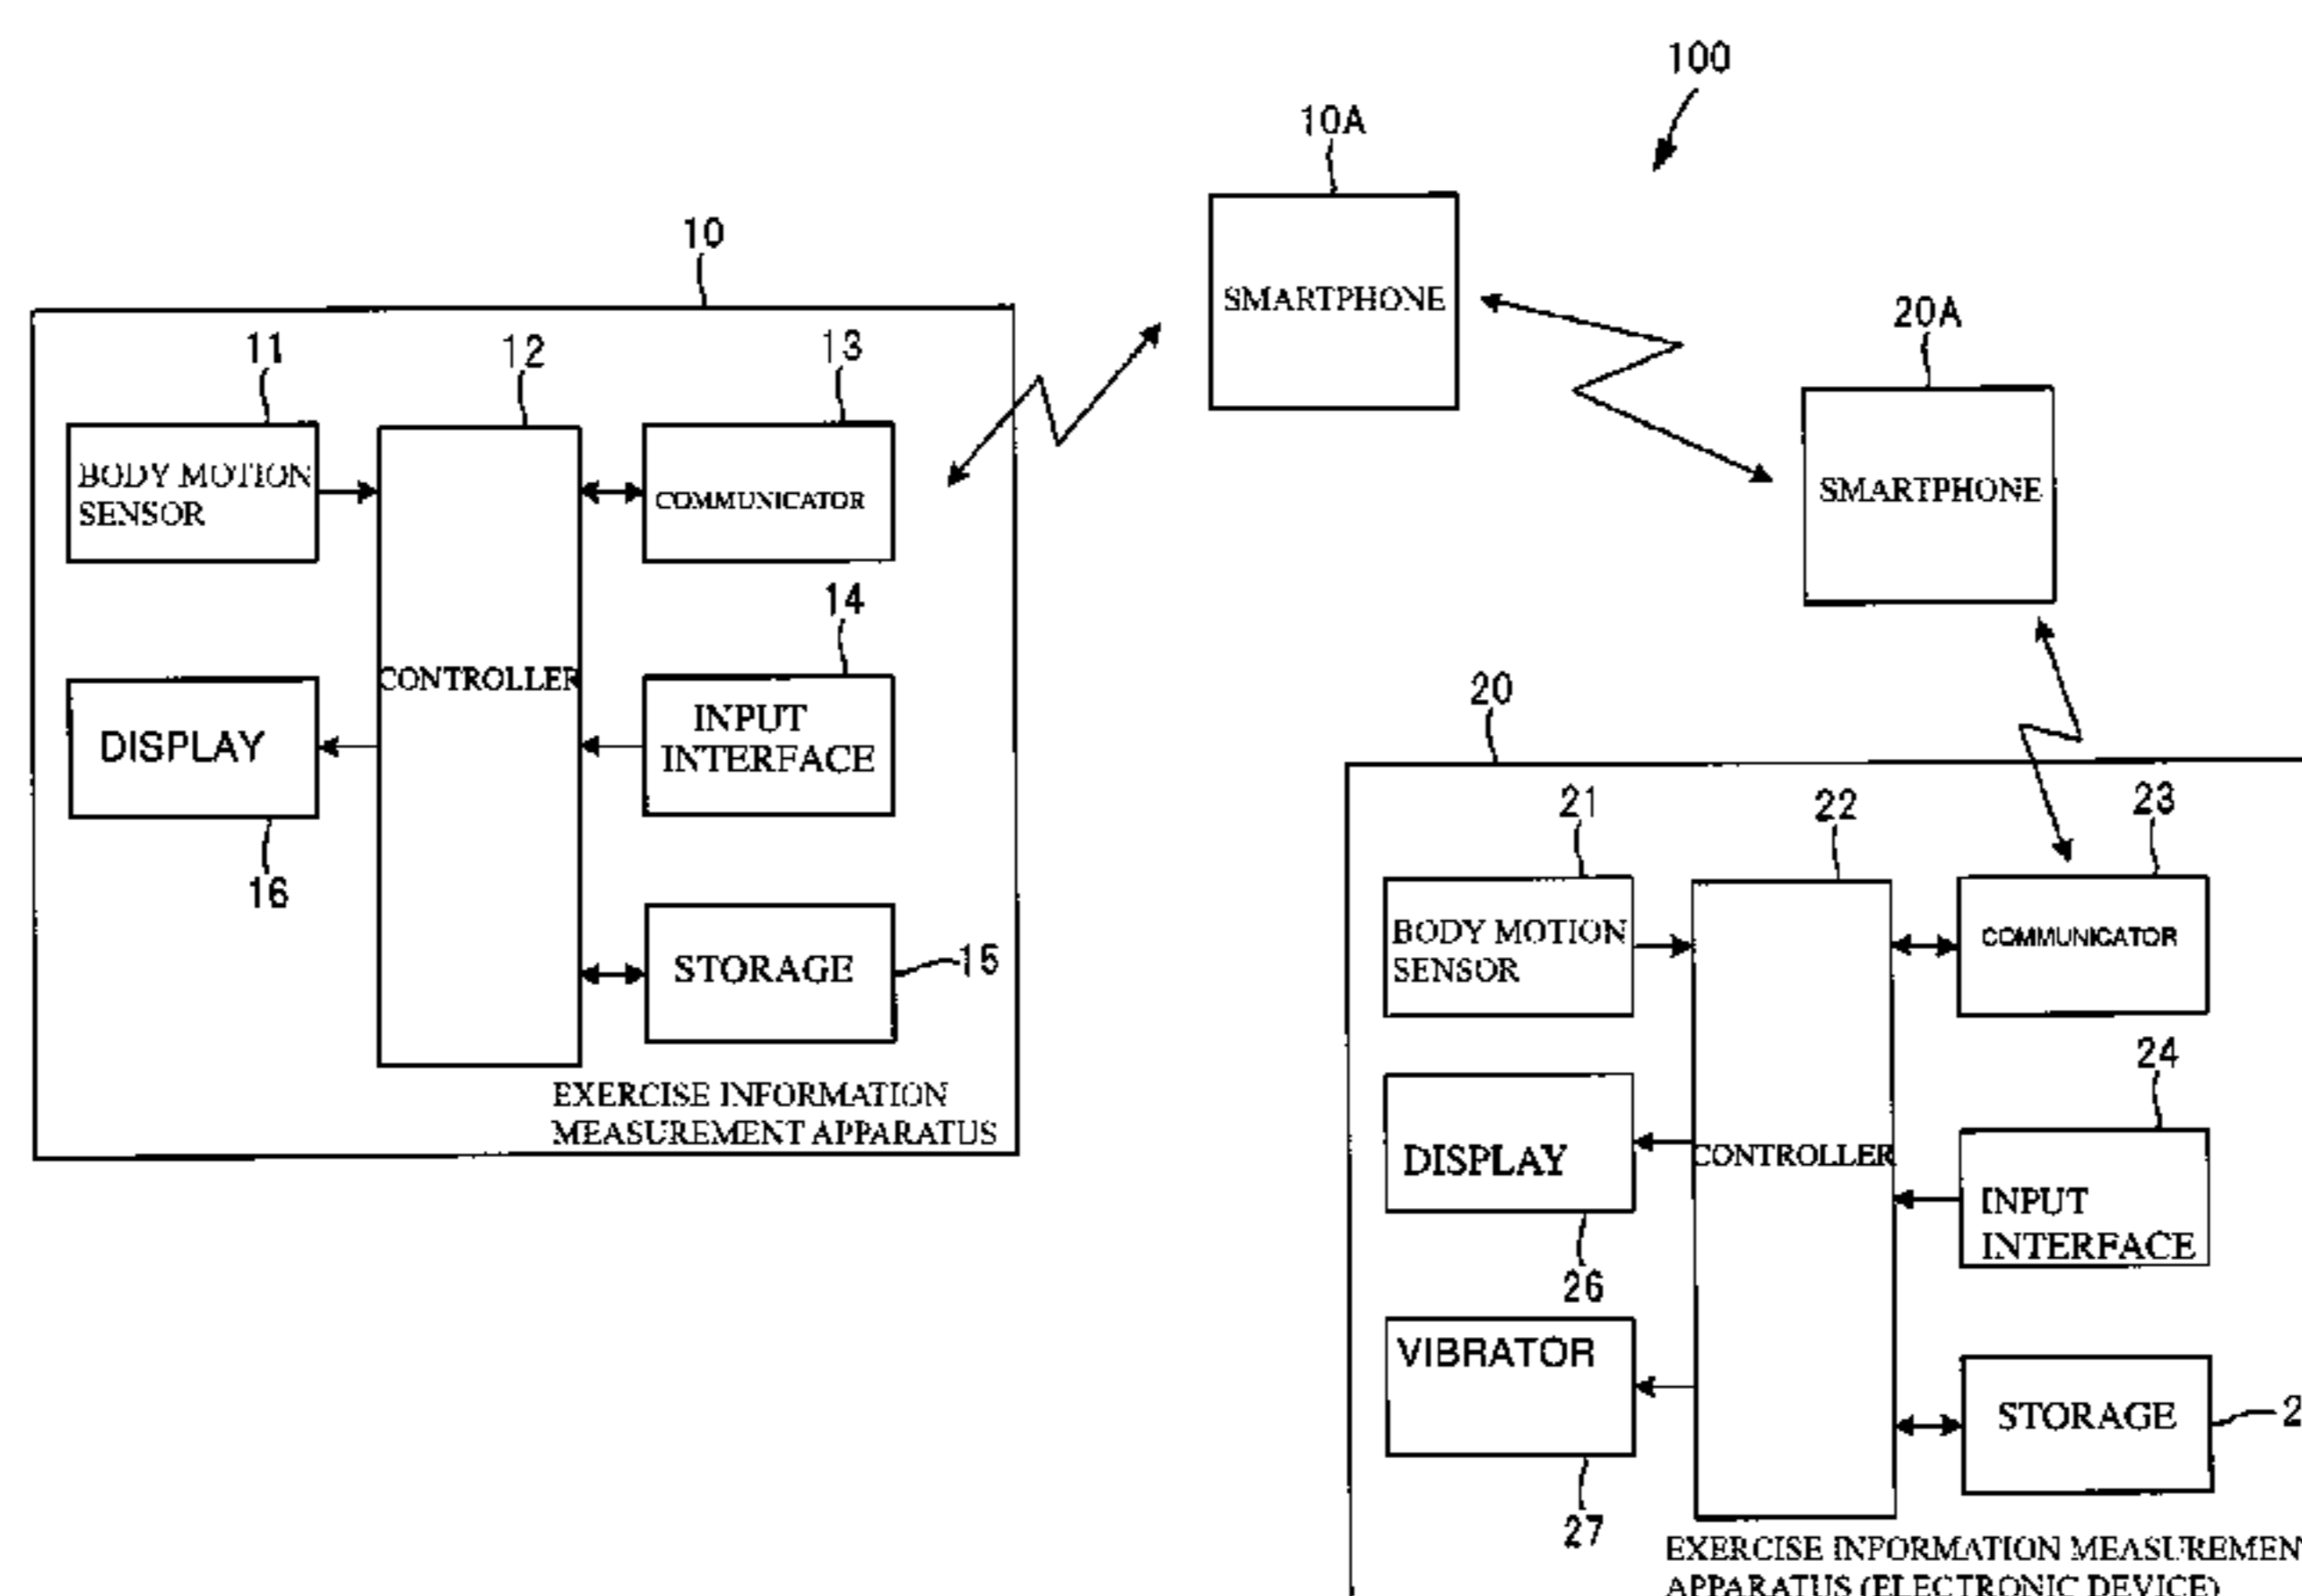 100
10A
SMARTPHONE
20A
SMARTPHONE
10
11
12
13
BODY MOTION
SENSOR
COMMUNICATOR
14
CONTROLLER
DISPLAY
INPUT
INTERFACE
16
STORAGE
15
EXERCISE INFORMATION
MEASUREMENT APPARATUS
20
21
22
23
BODY MOTION
SENSOR
COMMUNICATOR
24
DISPLAY
CONTROLLER
INPUT
INTERFACE
26
VIBRATOR
STORAGE
27
EXERCISE INFORMATION
APPARATUS (ELECTRONIC DEVICE)